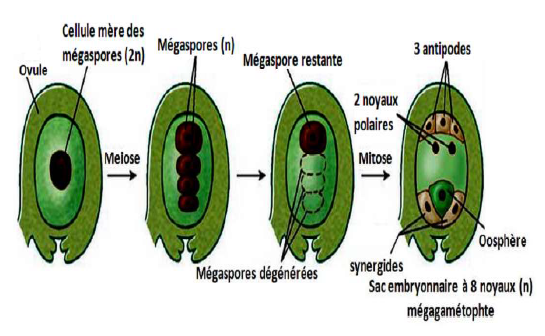 Cellule mère des
mégaspores (2n)
Ovule
Mégaspores (n)
Mégaspore restante
3 antipodes
2 noyaux
polaires
Meiose
Mitose
Mégaspores dégénérées
synergides
Oosphère
Sac embryonnaire à 8 noyaux (n)
mégagamétophte